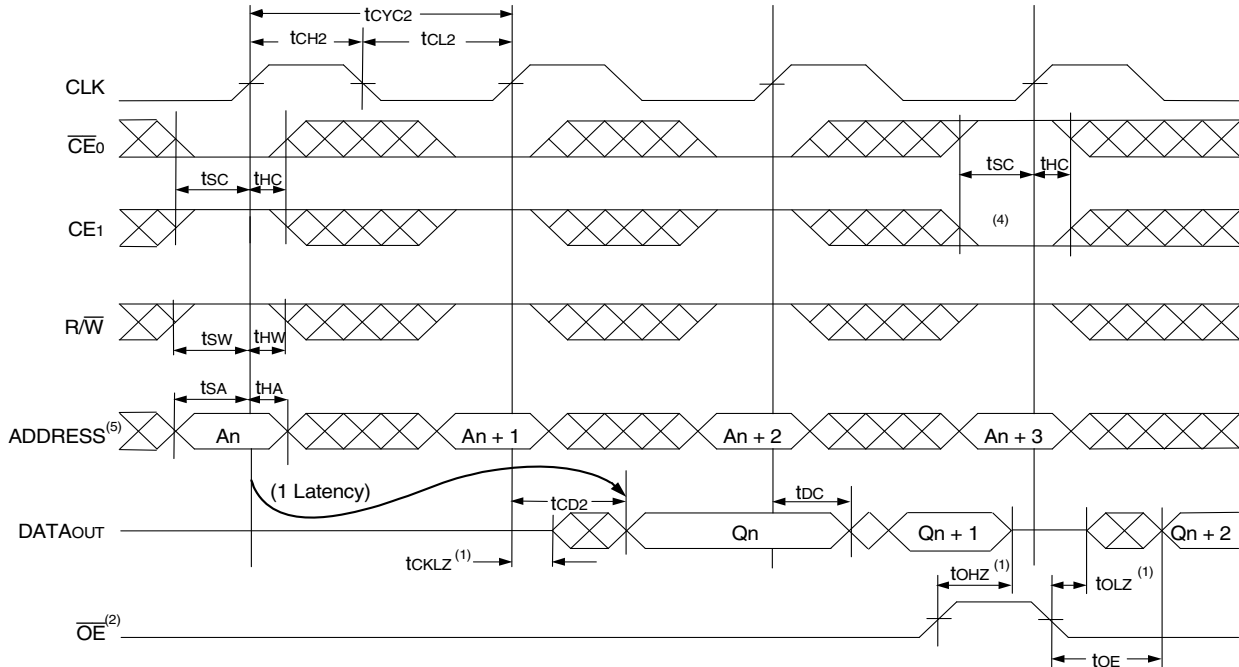 tCYC2
tCH2 tCL2
CLK
CE0
tSC tHC tSC tHC
CE1 (4)
R/W
tSW tHW
tSA tHA
ADDRESS(5) An An + 1 An + 2 An + 3
(1 Latency) tCD2 tDC
DATAOUT Qn Qn + 1 Qn + 2
tCKLZ (1) tOHZ (1) tOLZ (1)
OE(2)
tOE